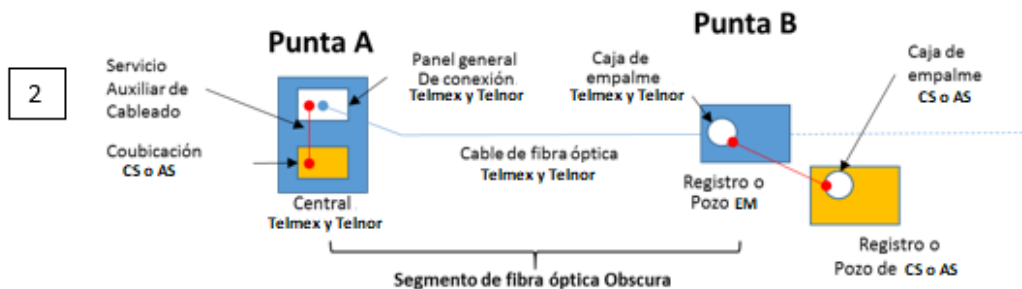 2
Servicio
Auxiliar de
Cableado
Coubicación
CS o AS
Punta A
Panel general
De conexión
Telmex y Telnor
Central
Telmex y Telnor
Cable de fibra óptica
Telmex y Telnor
Punta B
Caja de
empalme
Telmex y Telnor
Registro o
Pozo EM
Caja de
empalme
CS o AS
Registro o
Pozo de CS o AS
Segmento de fibra óptica Obscura